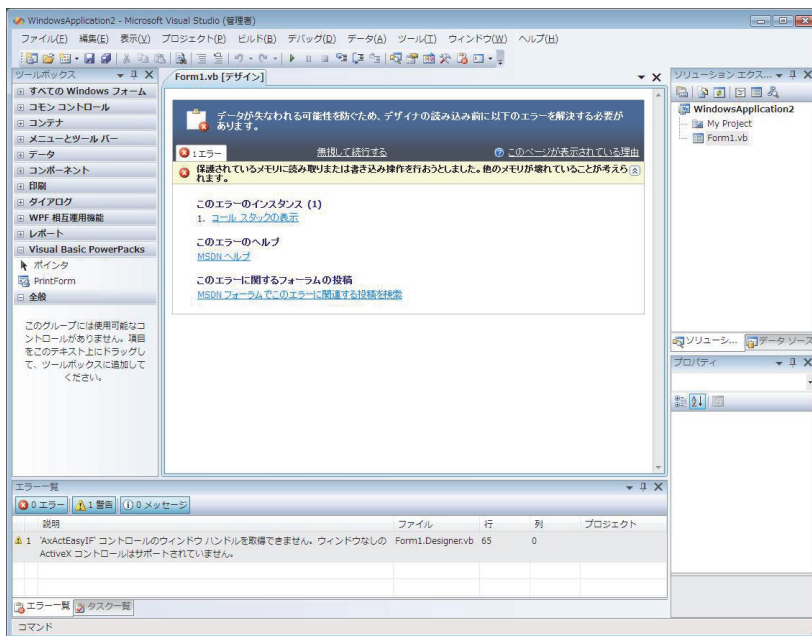 WindowsApplication2 - Microsoft Visual Studio (管理者)
ファイル(F) 編集(E) 表示(V) プロジェクト(P) ビルド(B) デバッグ(D) データ(A) ツール(T) ウィンドウ(W) ヘルプ(H)
ツールボックス
すべての Windows フォーム
コモン コントロール
コンテナ
メニューとツール バー
データ
コンポーネント
印刷
ダイアログ
WPF 相互運用機能
レポート
Visual Basic PowerPacks
ポインタ
PrintForm
全般
このグループには使用可能なコ
ントロールがありません。項目
をこのテキスト上にドラッグし
て、ツールボックスに追加して
ください。
Form1.vb [デザイン]
データが失なわれる可能性を防ぐため、デザイナの読み込み前に以下のエラーを解決する必要が
あります。
1 エラー
無視して続行する
このページが表示されている理由
保護されているメモリに読み取りまたは書き込み操作を行おうとしました。他のメモリが壊れていることが考えら
れます。
このエラーのインスタンス (1)
1. コール スタックの表示
このエラーのヘルプ
MSDN ヘルプ
このエラーに関するフォーラムの投稿
MSDN フォーラムでこのエラーに関連する投稿を検索
ソリューション エクス...
WindowsApplication2
My Project
Form1.vb
ソリューシ... データ ソース
プロパティ
エラー一覧
0 エラー 1 警告 0 メッセージ
説明 ファイル 行 列 プロジェクト
1 'AxActEasyIF' コントロールのウィンドウ ハンドルを取得できません。ウィンドウなしの Form1.Designer.vb 65 0
ActiveX コントロールはサポートされていません。
エラー一覧 タスク一覧
コマンド